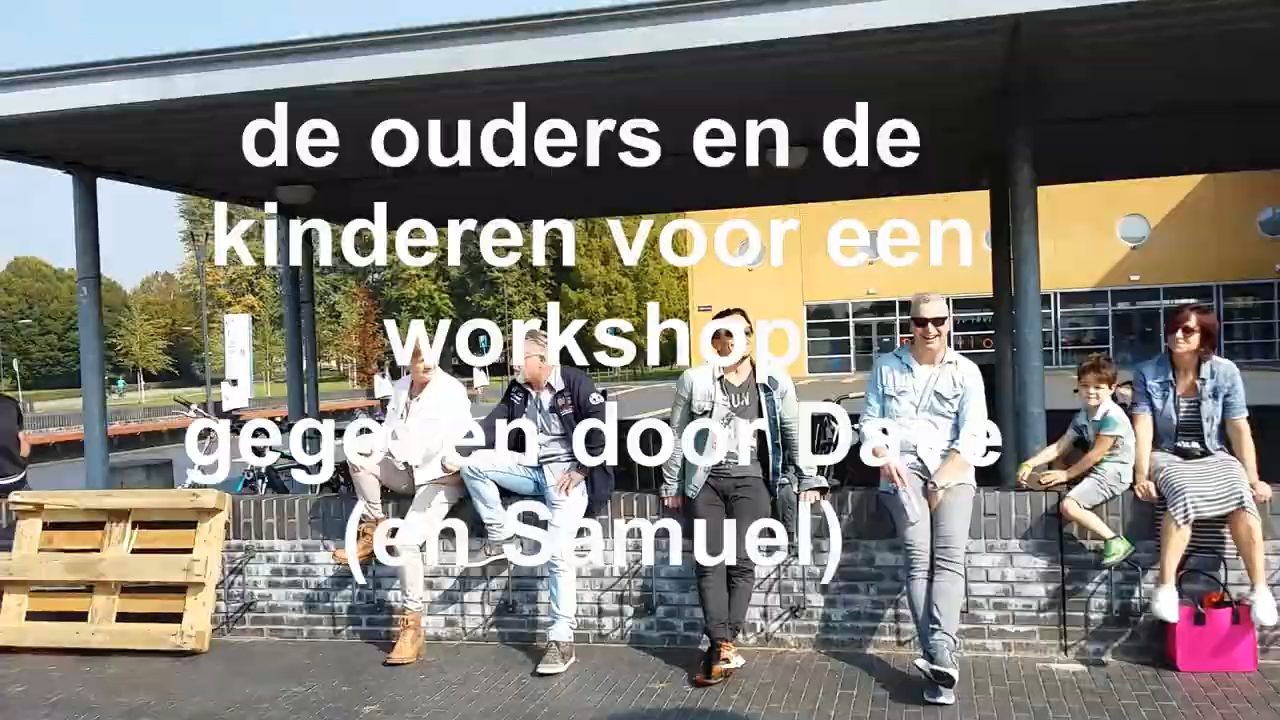 de ouders en de
kinderen voor een
workshop
gegeven door Dave
(en Samuel)